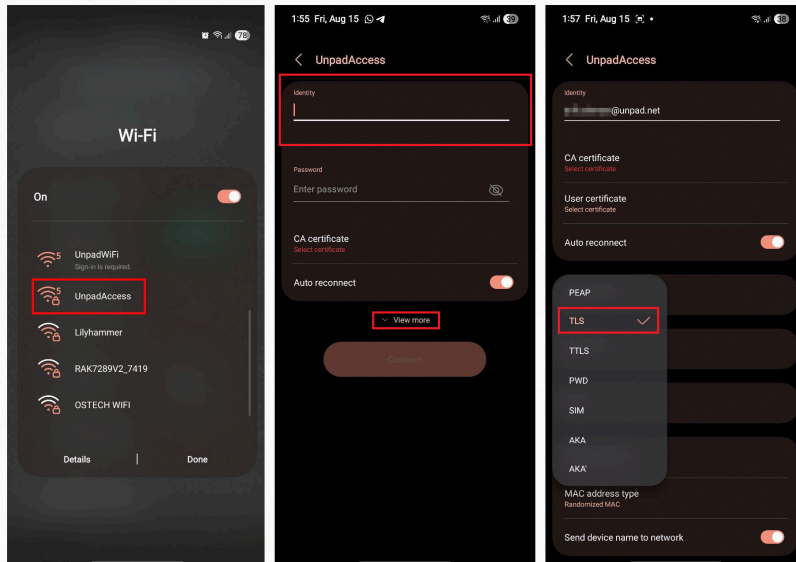 78
Wi-Fi
On
5
UnpadWiFi
Sign-in is required.
5
UnpadAccess
Lilyhammer
RAK7289V2_7419
OSTECH WIFI
Details | Done
1:55 Fri, Aug 15 39
UnpadAccess
Identity
Password
Enter password
CA certificate
Select certificate
Auto reconnect
View more
Connect
1:57 Fri, Aug 15 • 38
UnpadAccess
Identity
@unpad.net
CA certificate
Select certificate
User certificate
Select certificate
Auto reconnect
PEAP
TLS
TTLS
PWD
SIM
AKA
AKA'
MAC address type
Randomized MAC
Send device name to network